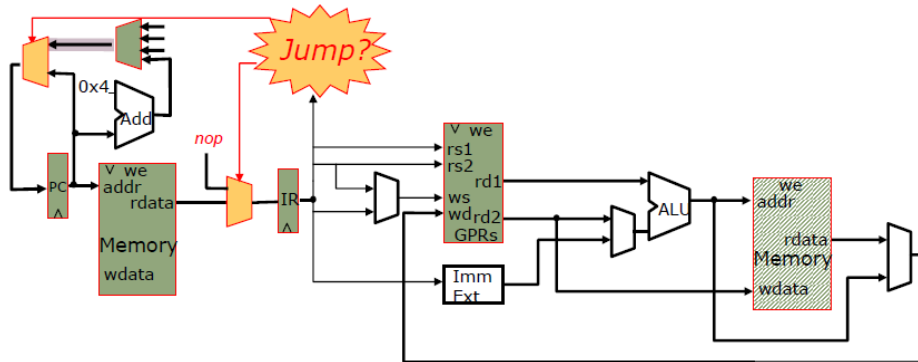 Jump?
0x4
Add
nop
PC
we
addr
rdata
Memory
wdata
IR
we
rs1
rs2
rd1
ws
wd
rd2
GPRs
Imm
Ext
ALU
we
addr
rdata
Memory
wdata